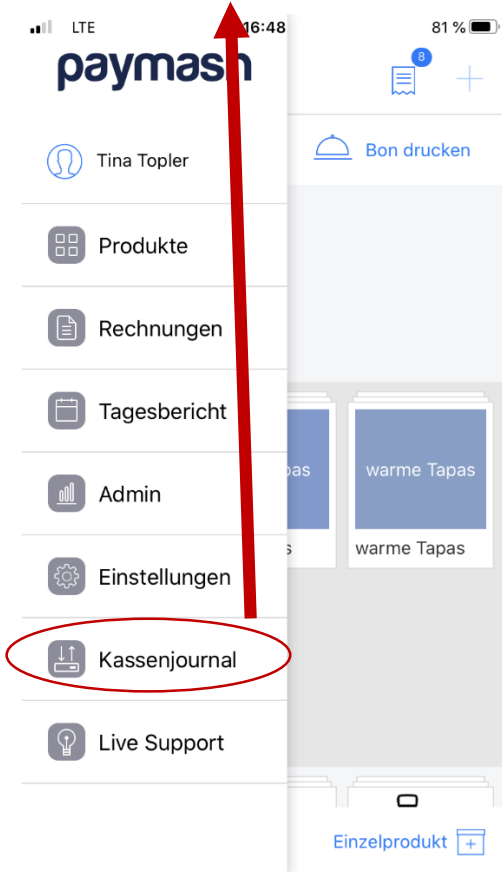 LTE 16:48 81 %
paymash
8
Tina Topler
Bon drucken
Produkte
Rechnungen
Tagesbericht
Admin
warme Tapas
pas
s
warme Tapas
Einstellungen
Kassenjournal
Live Support
Einzelprodukt